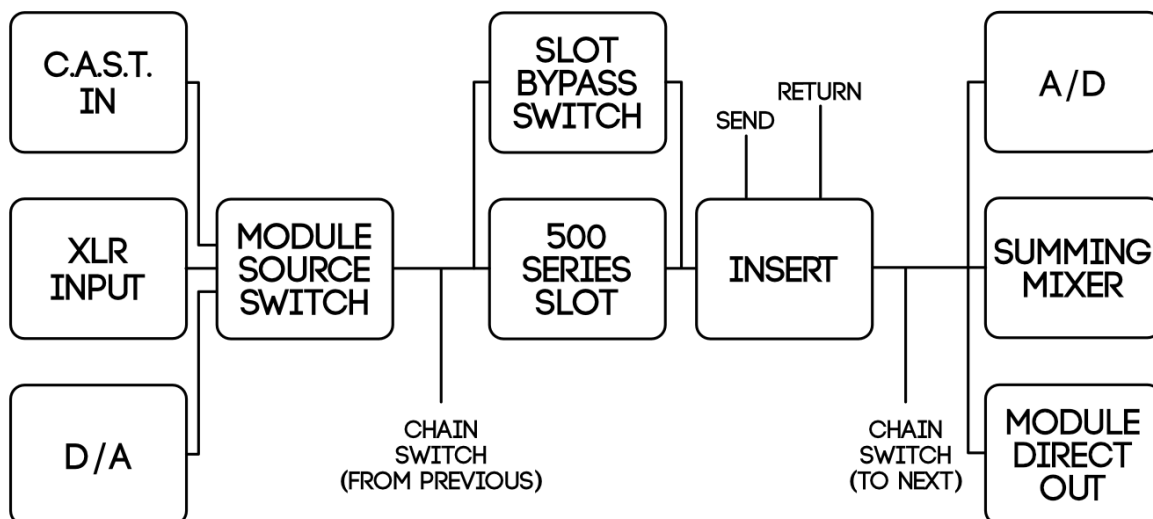 C.A.S.T.
IN
SLOT
BYPASS
SWITCH
SEND
RETURN
A/D
XLR
INPUT
MODULE
SOURCE
SWITCH
500
SERIES
SLOT
INSERT
SUMMING
MIXER
D/A
CHAIN
SWITCH
(FROM PREVIOUS)
CHAIN
SWITCH
(TO NEXT)
MODULE
DIRECT
OUT